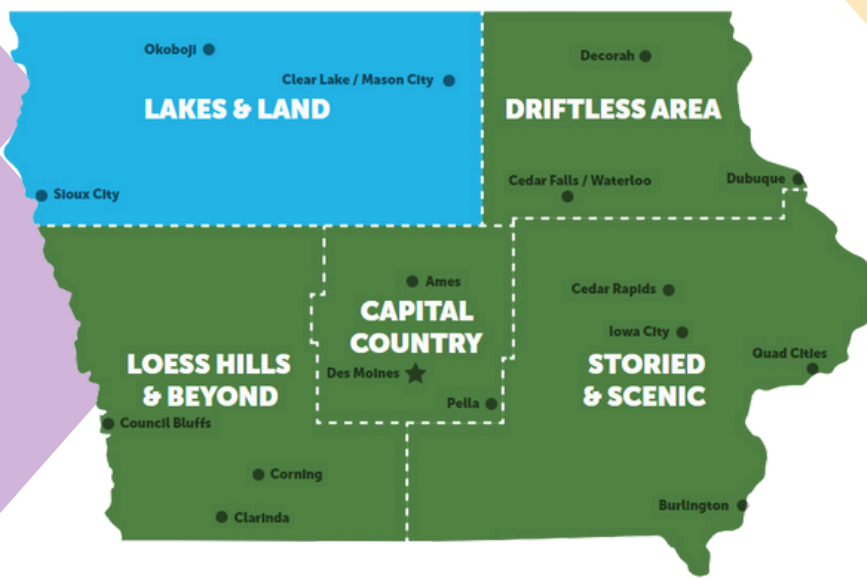 Okoboji
Decorah
Clear Lake / Mason City
LAKES & LAND
DRIFTLESS AREA
Cedar Falls / Waterloo
Dubuque
Sioux City
Ames
Cedar Rapids
CAPITAL
COUNTRY
Iowa City
Quad Cities
LOESS HILLS
& BEYOND
Des Moines
STORIED
& SCENIC
Pella
Council Bluffs
Corning
Clarinda
Burlington